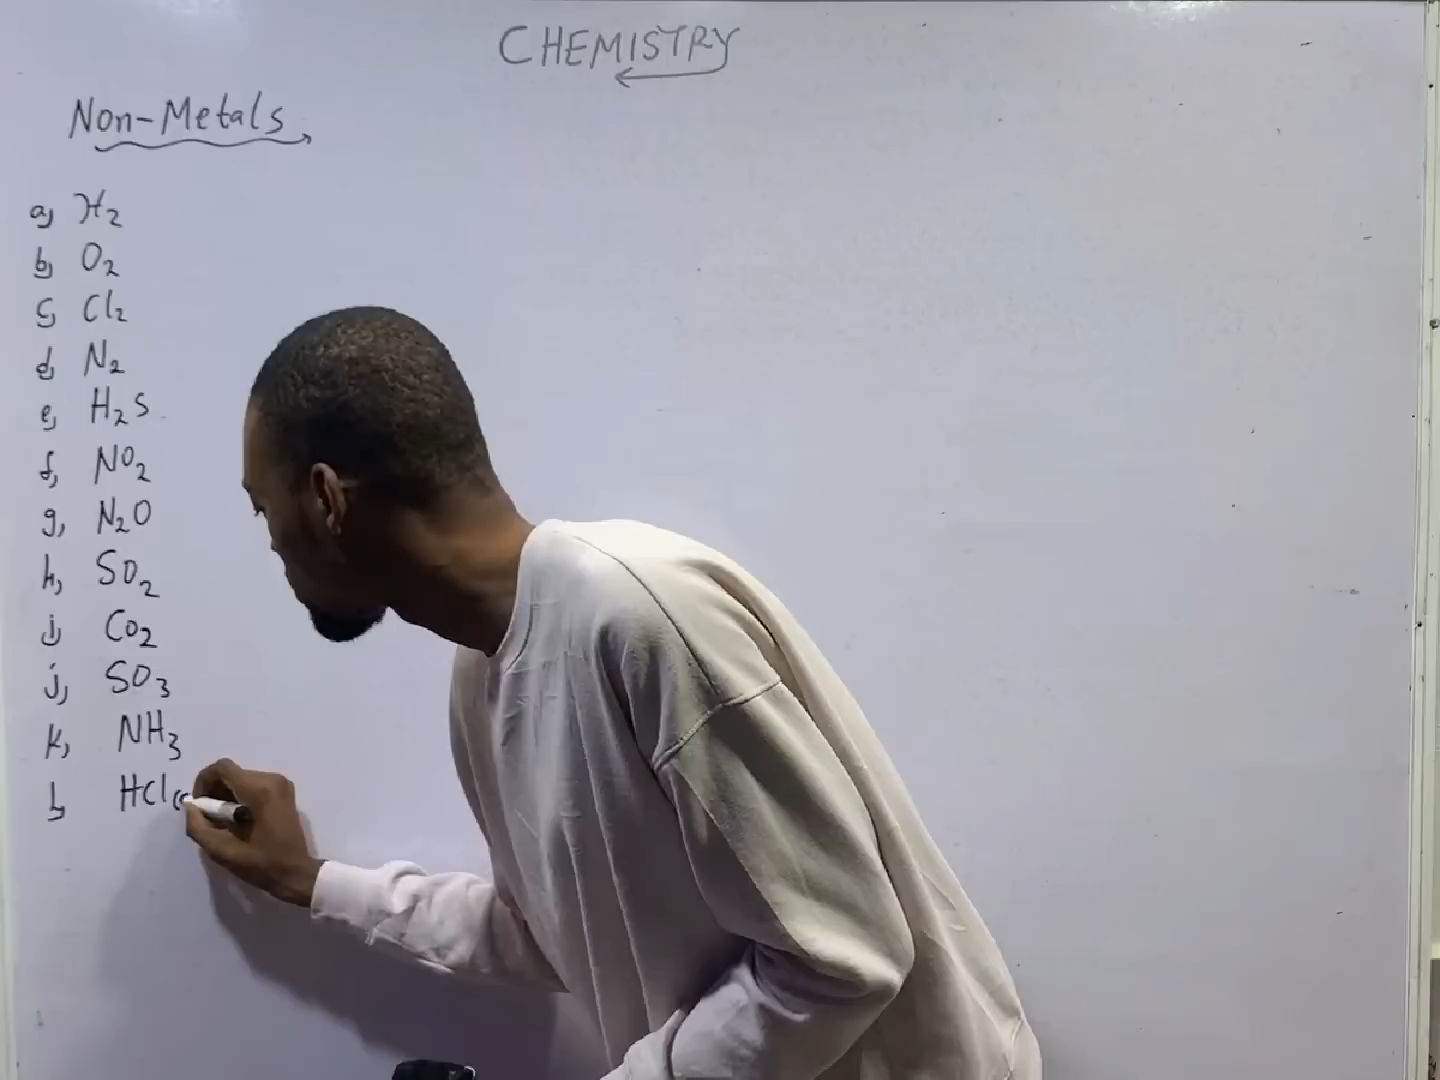 CHEMISTRY
Non-Metals
a, H₂
b, O₂
c, Cl₂
d, N₂
e, H₂S
f, NO₂
g, N₂O
h, SO₂
i, CO₂
j, SO₃
k, NH₃
l, HCl(